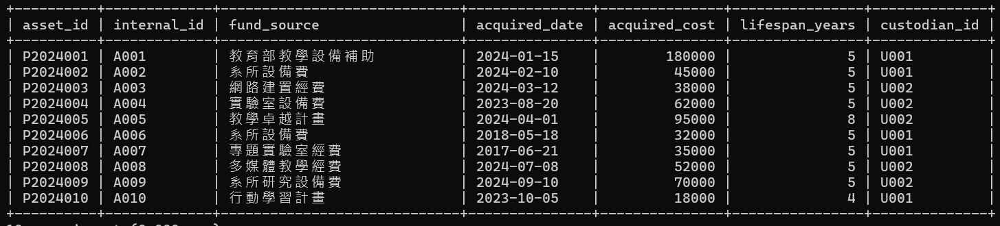 | asset_id | internal_id | fund_source | acquired_date | acquired_cost | lifespan_years | custodian_id |
| P2024001 | A001 | 教育部教學設備補助 | 2024-01-15 | 180000 | 5 | U001 |
| P2024002 | A002 | 系所設備費 | 2024-02-10 | 45000 | 5 | U001 |
| P2024003 | A003 | 網路建置經費 | 2024-03-12 | 38000 | 5 | U002 |
| P2024004 | A004 | 實驗室設備費 | 2023-08-20 | 62000 | 5 | U002 |
| P2024005 | A005 | 教學卓越計畫 | 2024-04-01 | 95000 | 8 | U002 |
| P2024006 | A006 | 系所設備費 | 2018-05-18 | 32000 | 5 | U001 |
| P2024007 | A007 | 專題實驗室經費 | 2017-06-21 | 35000 | 5 | U001 |
| P2024008 | A008 | 多媒體教學經費 | 2024-07-08 | 52000 | 5 | U002 |
| P2024009 | A009 | 系所研究設備費 | 2024-09-10 | 70000 | 5 | U002 |
| P2024010 | A010 | 行動學習計畫 | 2023-10-05 | 18000 | 4 | U001 |